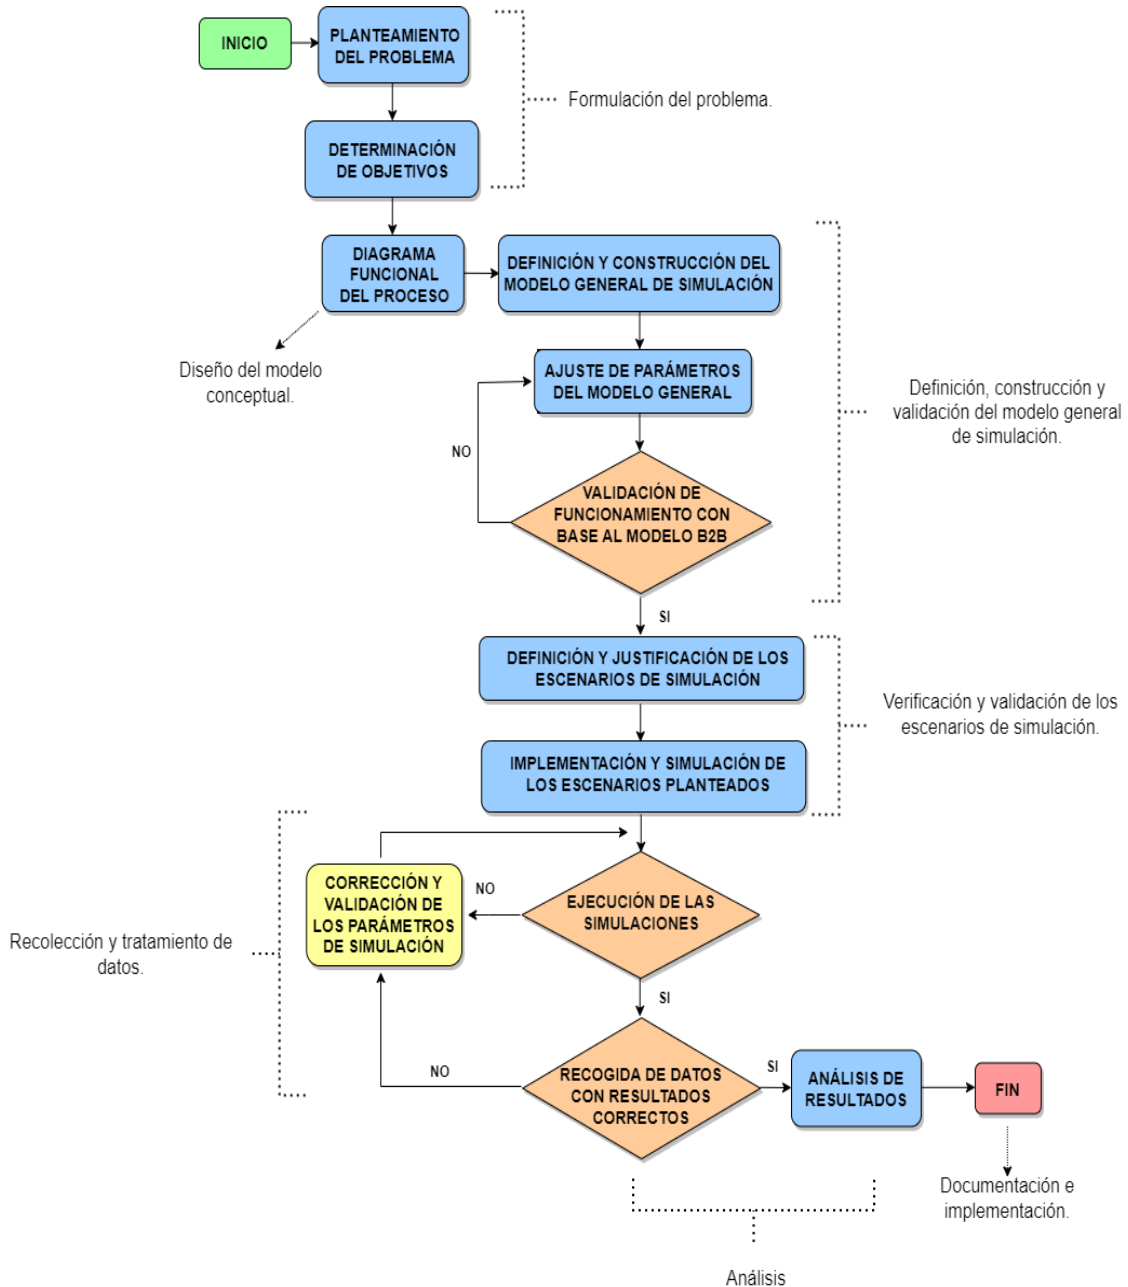 INICIO
PLANTEAMIENTO
DEL PROBLEMA
Formulación del problema.
DETERMINACIÓN
DE OBJETIVOS
DIAGRAMA
FUNCIONAL
DEL PROCESO
DEFINICIÓN Y CONSTRUCCIÓN DEL
MODELO GENERAL DE SIMULACIÓN
Diseño del modelo
conceptual.
AJUSTE DE PARÁMETROS
DEL MODELO GENERAL
Definición, construcción y
validación del modelo general
de simulación.
NO
VALIDACIÓN DE
FUNCIONAMIENTO CON
BASE AL MODELO B2B
SI
DEFINICIÓN Y JUSTIFICACIÓN DE LOS
ESCENARIOS DE SIMULACIÓN
Verificación y validación de los
escenarios de simulación.
IMPLEMENTACIÓN Y SIMULACIÓN DE
LOS ESCENARIOS PLANTEADOS
CORRECCIÓN Y
VALIDACIÓN DE
LOS PARÁMETROS
DE SIMULACIÓN
NO
EJECUCIÓN DE LAS
SIMULACIONES
Recolección y tratamiento de
datos.
SI
NO
RECOGIDA DE DATOS
CON RESULTADOS
CORRECTOS
SI
ANÁLISIS DE
RESULTADOS
FIN
Documentación e
implementación.
Análisis